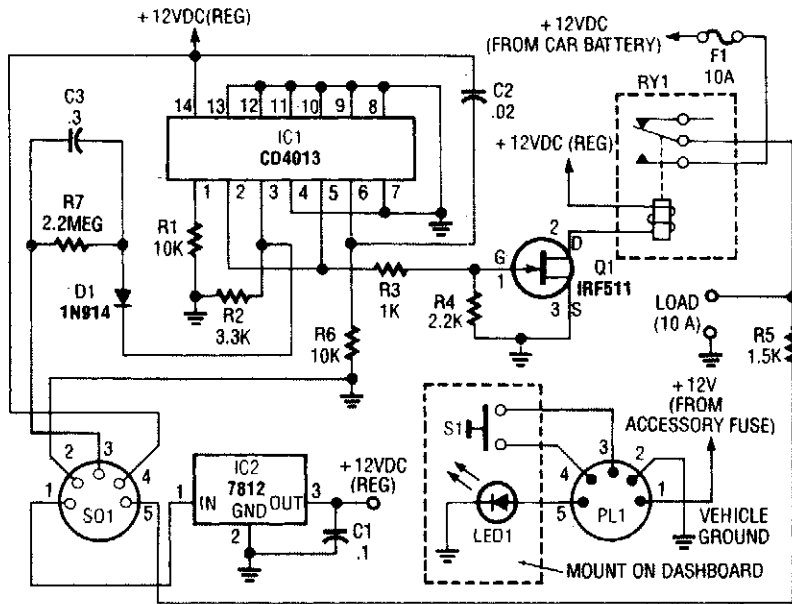 +12VDC(REG)
+12VDC
(FROM CAR BATTERY)
F1
10A
C3
.3
14 13 12 11 10 9 8
C2
.02
RY1
IC1
CD4013
+12VDC (REG)
1 2 3 4 5 6 7
R7
2.2MEG
R1
10K
2
D
G
1
Q1
IRF511
3 S
D1
1N914
R2
3.3K
R3
1K
R4
2.2K
LOAD
(10 A)
R6
10K
R5
1.5K
+12V
(FROM
ACCESSORY FUSE)
2 3 4
1 5
SO1
IC2
7812
1 IN OUT 3
GND
2
+12VDC
(REG)
C1
.1
S1
3 2
4 1
5
PL1
LED1
VEHICLE
GROUND
MOUNT ON DASHBOARD